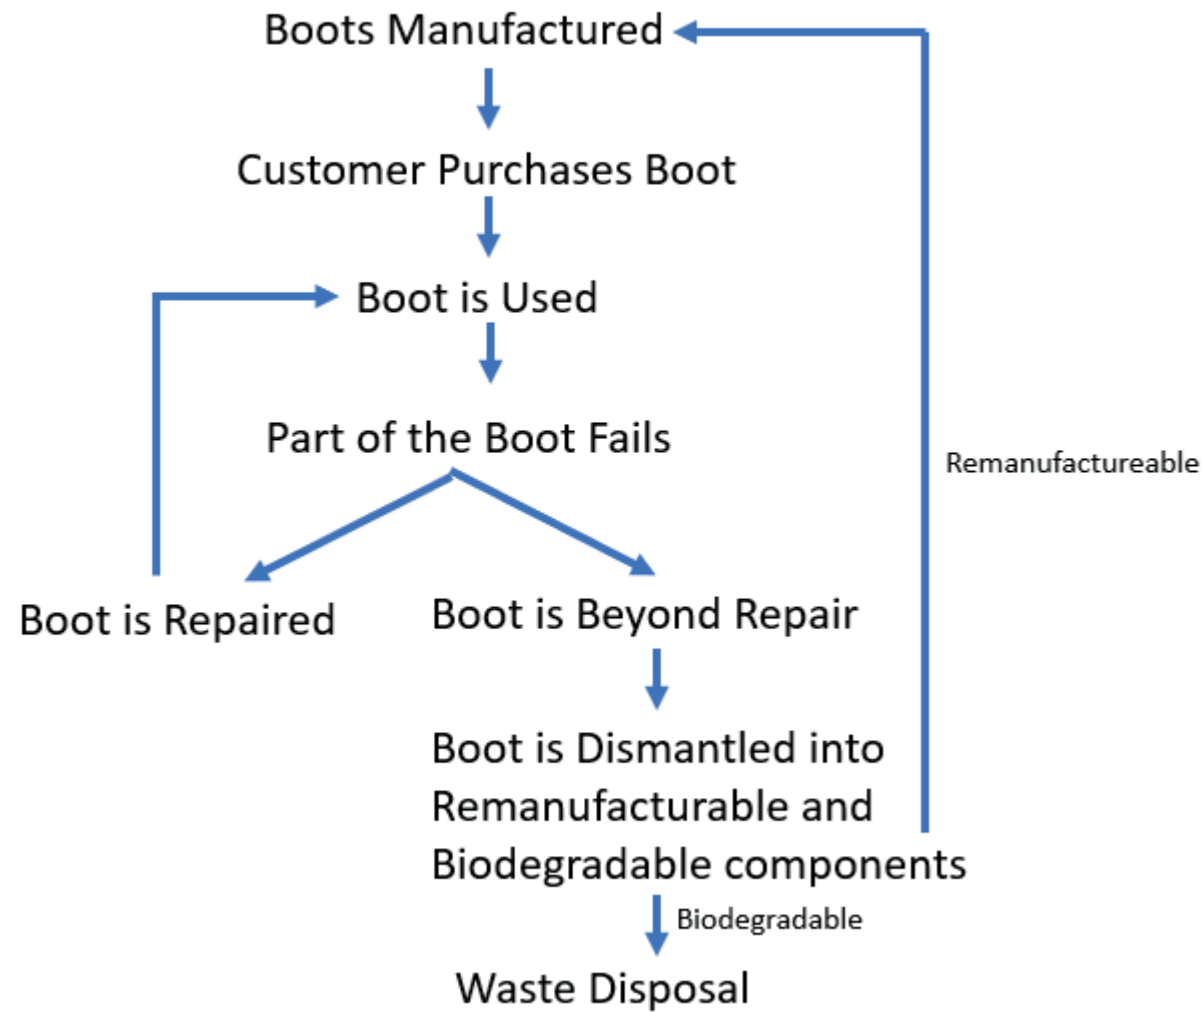 Boots Manufactured
Customer Purchases Boot
Boot is Used
Part of the Boot Fails
Remanufactureable
Boot is Repaired
Boot is Beyond Repair
Boot is Dismantled into
Remanufacturable and
Biodegradable components
Biodegradable
Waste Disposal